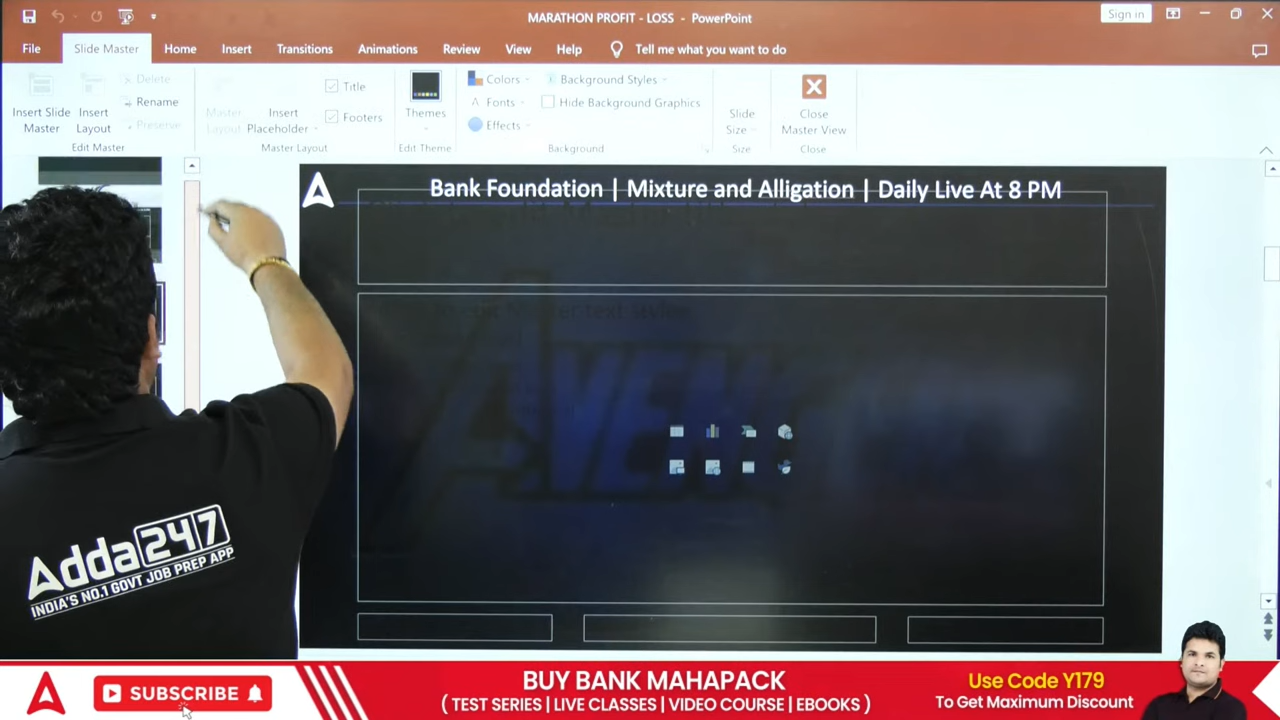 MARATHON PROFIT - LOSS - PowerPoint
Sign in
File
Slide Master
Home
Insert
Transitions
Animations
Review
View
Help
Tell me what you want to do
Insert Slide
Master
Insert
Layout
Delete
Rename
Preserve
Edit Master
Master
Layout
Insert
Placeholder
Title
Footers
Master Layout
Themes
Edit Theme
Colors
Fonts
Effects
Background Styles
Hide Background Graphics
Background
Slide
Size
Size
Close
Master View
Close
Bank Foundation | Mixture and Alligation | Daily Live At 8 PM
Adda247
INDIA'S NO.1 GOVT JOB PREP APP
SUBSCRIBE
BUY BANK MAHAPACK
( TEST SERIES | LIVE CLASSES | VIDEO COURSE | EBOOKS )
Use Code Y179
To Get Maximum Discount